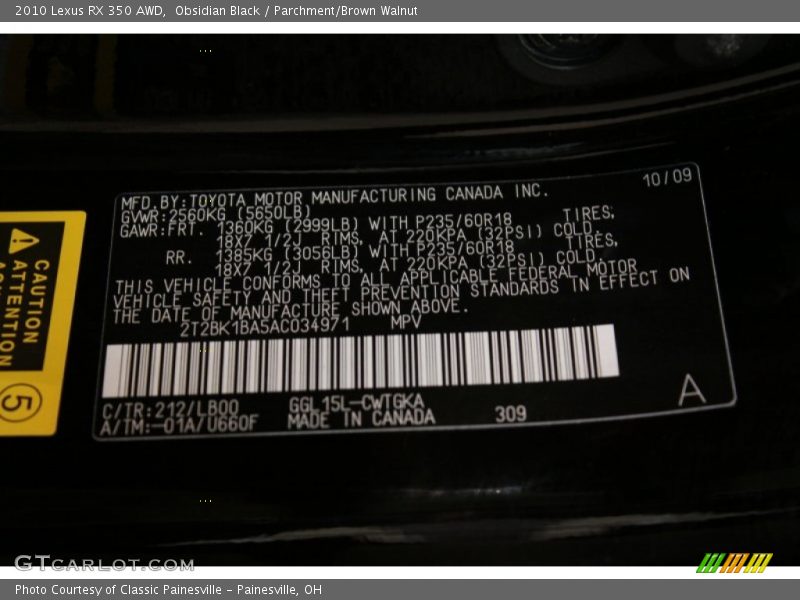 2010 Lexus RX 350 AWD, Obsidian Black / Parchment/Brown Walnut
MFD. BY: TOYOTA MOTOR MANUFACTURING CANADA INC. 10/09
GVWR: 2560KG (5650LB)
GAWR: FRT. 1360KG (2999LB) WITH P235/60R18 TIRES,
18X7 1/2J RIMS, AT 220KPA (32PSI) COLD.
RR. 1385KG (3056LB) WITH P235/60R18 TIRES,
18X7 1/2J RIMS, AT 220KPA (32PSI) COLD.
THIS VEHICLE CONFORMS TO ALL APPLICABLE FEDERAL MOTOR
VEHICLE SAFETY AND THEFT PREVENTION STANDARDS IN EFFECT ON
THE DATE OF MANUFACTURE SHOWN ABOVE.
2T2BK1BA5AC034971 MPV
C/TR: 212/LB00 GGL15L-CWTGKA
A/TM: -01A/U660F MADE IN CANADA 309 A
CAUTION
ATTENTION
5
GTCARLOT.COM
Photo Courtesy of Classic Painesville - Painesville, OH